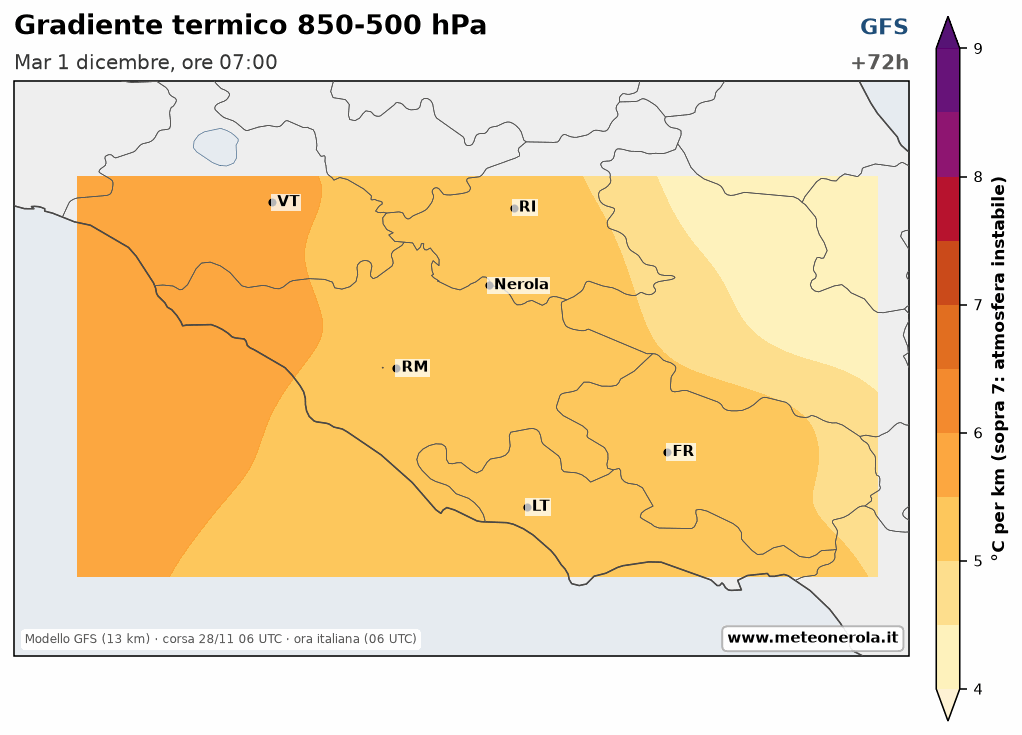 Gradiente termico 850-500 hPa
GFS
Mar 1 dicembre, ore 07:00
+72h
VT
RI
Nerola
RM
FR
LT
9
8
7
6
5
4
°C per km (sopra 7: atmosfera instabile)
Modello GFS (13 km) · corsa 28/11 06 UTC · ora italiana (06 UTC)
www.meteonerola.it